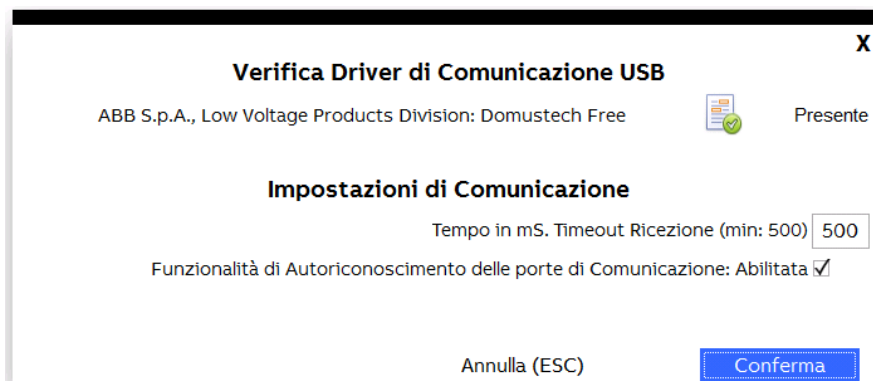 X
Verifica Driver di Comunicazione USB
ABB S.p.A., Low Voltage Products Division: Domustech Free Presente
Impostazioni di Comunicazione
Tempo in mS. Timeout Ricezione (min: 500) 500
Funzionalità di Autoriconoscimento delle porte di Comunicazione: Abilitata
Annulla (ESC) Conferma